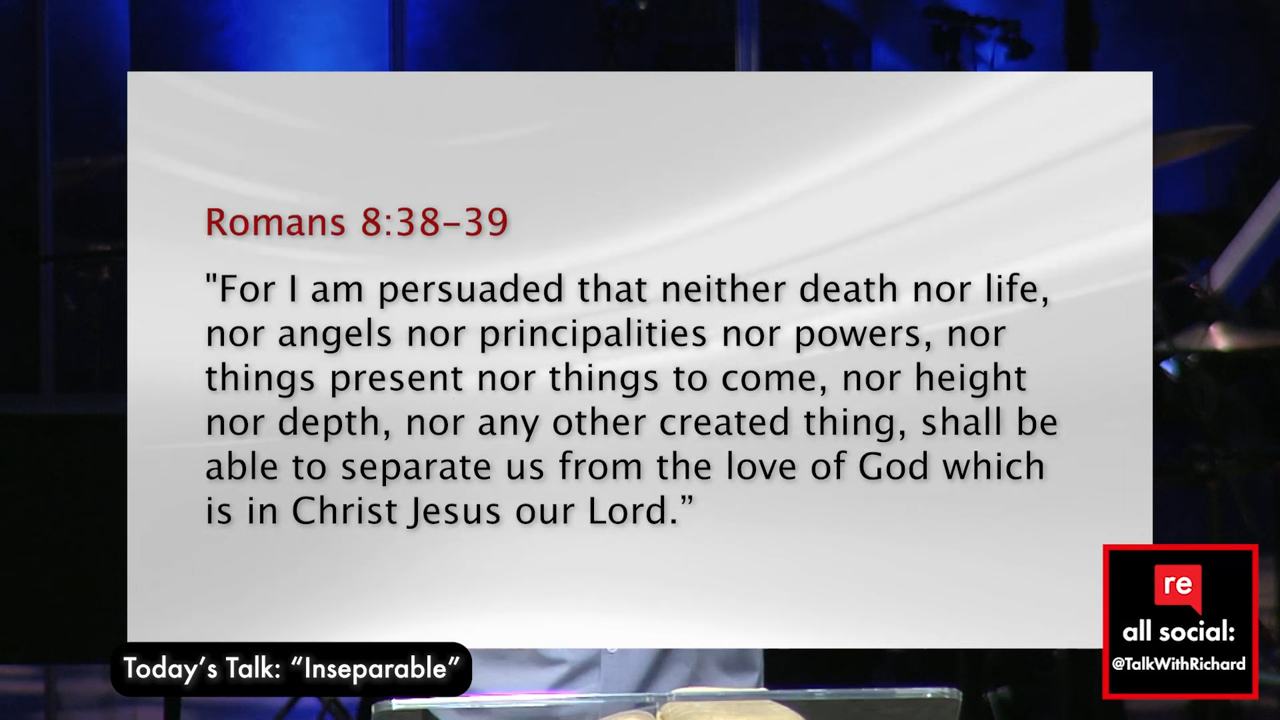 Romans 8:38–39
"For I am persuaded that neither death nor life,
nor angels nor principalities nor powers, nor
things present nor things to come, nor height
nor depth, nor any other created thing, shall be
able to separate us from the love of God which
is in Christ Jesus our Lord.”
Today’s Talk: “Inseparable”
re
all social:
@TalkWithRichard